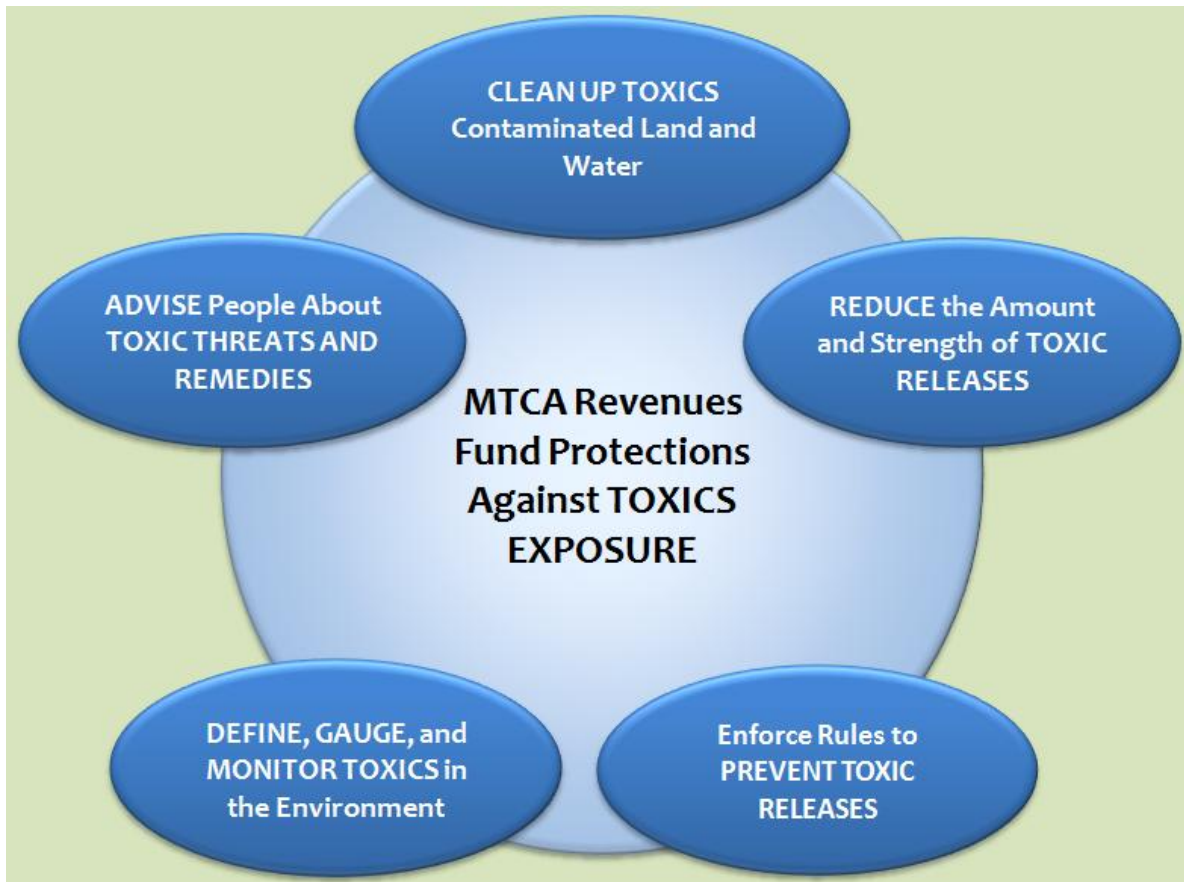 CLEAN UP TOXICS
Contaminated Land and
Water
ADVISE People About
TOXIC THREATS AND
REMEDIES
REDUCE the Amount
and Strength of TOXIC
RELEASES
MTCA Revenues
Fund Protections
Against TOXICS
EXPOSURE
DEFINE, GAUGE, and
MONITOR TOXICS in
the Environment
Enforce Rules to
PREVENT TOXIC
RELEASES